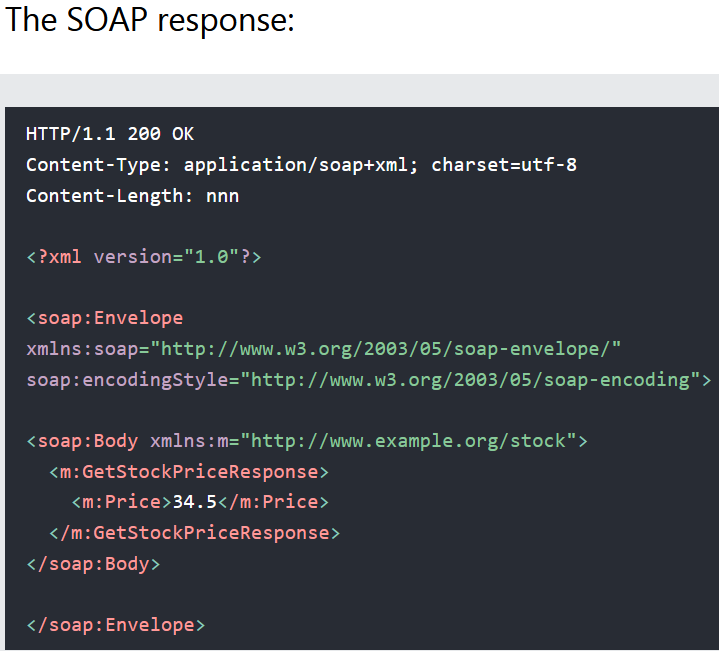 The SOAP response:
HTTP/1.1 200 OK
Content-Type: application/soap+xml; charset=utf-8
Content-Length: nnn
<?xml version="1.0"?>
<soap:Envelope
xmlns:soap="http://www.w3.org/2003/05/soap-envelope/"
soap:encodingStyle="http://www.w3.org/2003/05/soap-encoding">
<soap:Body xmlns:m="http://www.example.org/stock">
  <m:GetStockPriceResponse>
    <m:Price>34.5</m:Price>
  </m:GetStockPriceResponse>
</soap:Body>
</soap:Envelope>